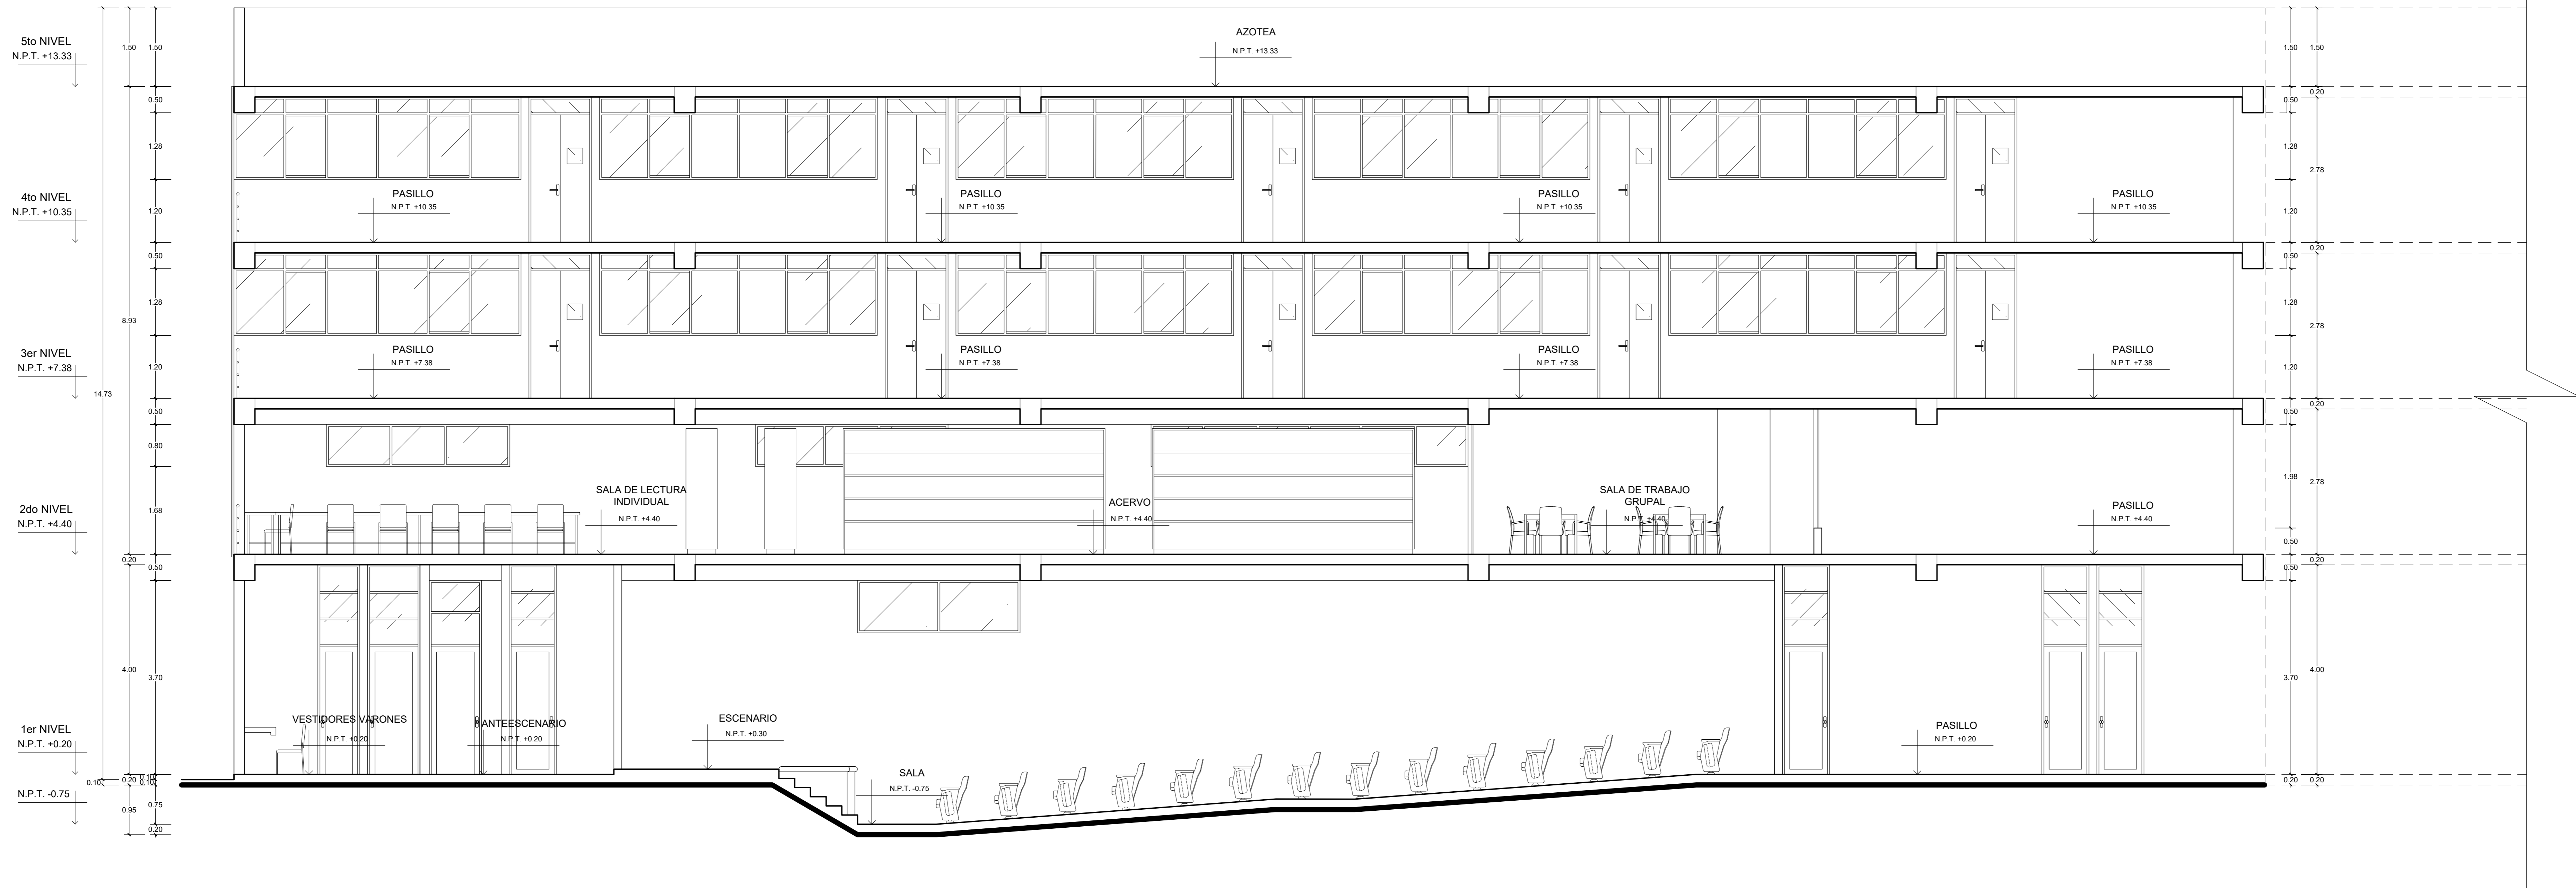 AZOTEA
N.P.T. +13.33
5to NIVEL
N.P.T. +13.33
1.50
1.50
1.50
1.50
0.50
0.20
0.50
1.28
1.28
2.78
4to NIVEL
N.P.T. +10.35
PASILLO
N.P.T. +10.35
PASILLO
N.P.T. +10.35
PASILLO
N.P.T. +10.35
PASILLO
N.P.T. +10.35
1.20
1.20
0.20
0.50
0.50
1.28
1.28
8.93
2.78
3er NIVEL
N.P.T. +7.38
PASILLO
N.P.T. +7.38
PASILLO
N.P.T. +7.38
PASILLO
N.P.T. +7.38
PASILLO
N.P.T. +7.38
1.20
1.20
14.73
0.20
0.50
0.50
0.80
1.98
2.78
2do NIVEL
N.P.T. +4.40
1.68
SALA DE LECTURA
INDIVIDUAL
N.P.T. +4.40
ACERVO
N.P.T. +4.40
SALA DE TRABAJO
GRUPAL
N.P.T. +4.40
PASILLO
N.P.T. +4.40
0.50
0.20
0.50
0.20
0.50
4.00
3.70
4.00
3.70
1er NIVEL
N.P.T. +0.20
VESTIDORES VARONES
N.P.T. +0.20
ANTEESCENARIO
N.P.T. +0.20
ESCENARIO
N.P.T. +0.30
PASILLO
N.P.T. +0.20
SALA
N.P.T. -0.75
0.10
0.20
0.10
0.10
0.20
0.20
N.P.T. -0.75
0.95
0.75
0.20